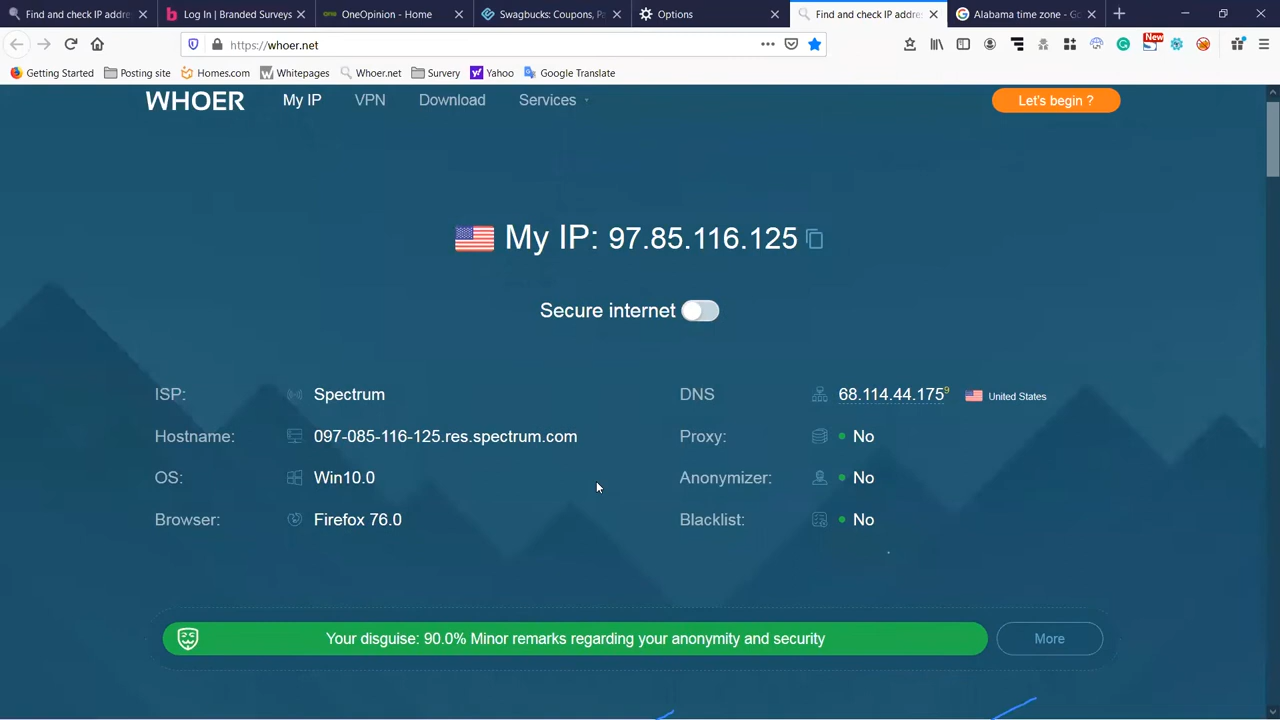 Find and check IP addre
Log In | Branded Surveys
OneOpinion - Home
Swagbucks: Coupons, P
Options
Find and check IP addre
Alabama time zone - Go
https://whoer.net
New
Getting Started
Posting site
Homes.com
Whitepages
Whoer.net
Survery
Yahoo
Google Translate
WHOER
My IP
VPN
Download
Services
Let's begin ?
My IP: 97.85.116.125
Secure internet
ISP: Spectrum
DNS 68.114.44.175 9 United States
Hostname: 097-085-116-125.res.spectrum.com
Proxy: No
OS: Win10.0
Anonymizer: No
Browser: Firefox 76.0
Blacklist: No
Your disguise: 90.0% Minor remarks regarding your anonymity and security
More